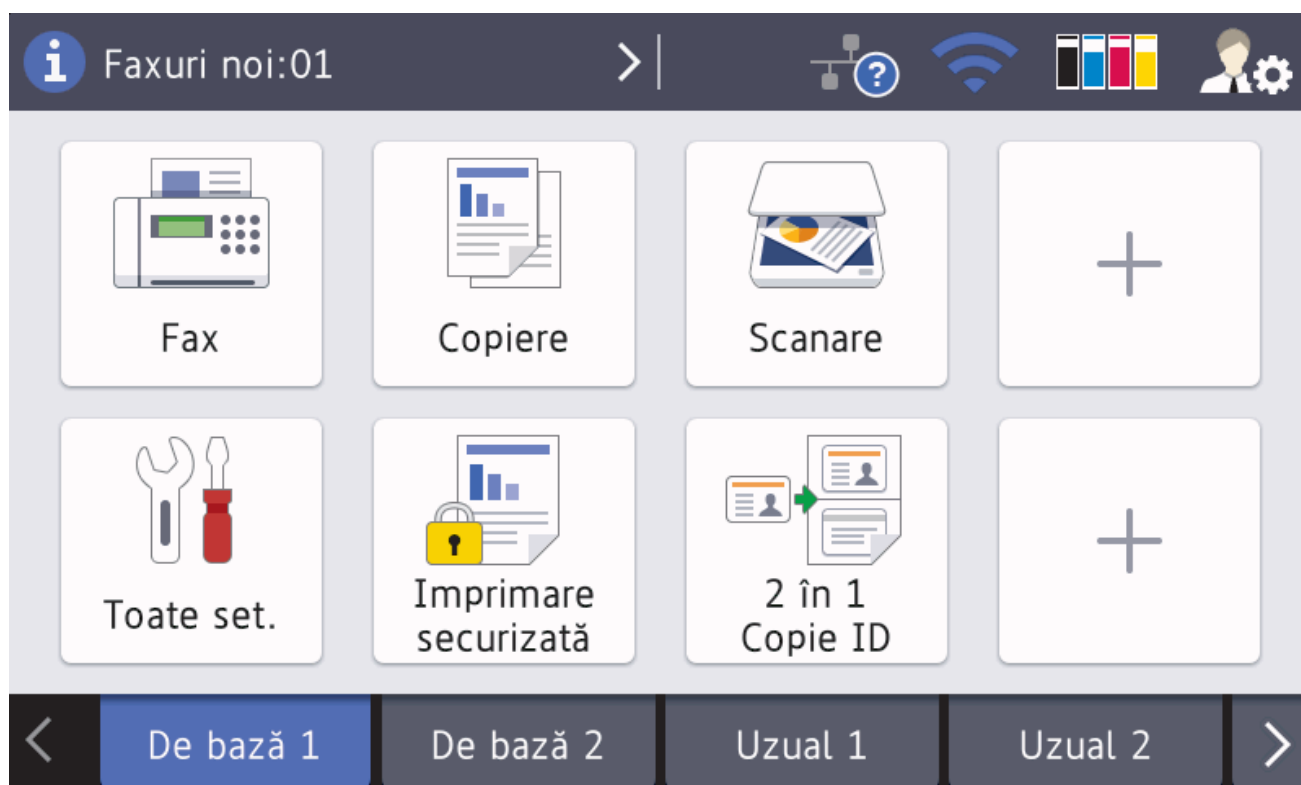 Faxuri noi:01
Fax
Copiere
Scanare
Toate set.
Imprimare
securizată
2 în 1
Copie ID
De bază 1
De bază 2
Uzual 1
Uzual 2